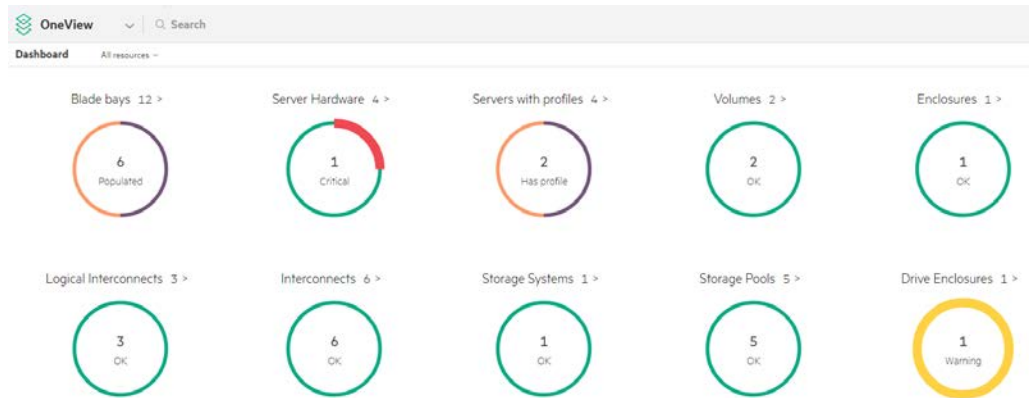 OneView Search
Dashboard All resources
Blade bays 12 > Server Hardware 4 > Servers with profiles 4 > Volumes 2 > Enclosures 1 >
6 1 2 2 1
Populated Critical Has profile OK OK
Logical Interconnects 3 > Interconnects 6 > Storage Systems 1 > Storage Pools 5 > Drive Enclosures 1 >
3 6 1 5 1
OK OK OK OK Warning